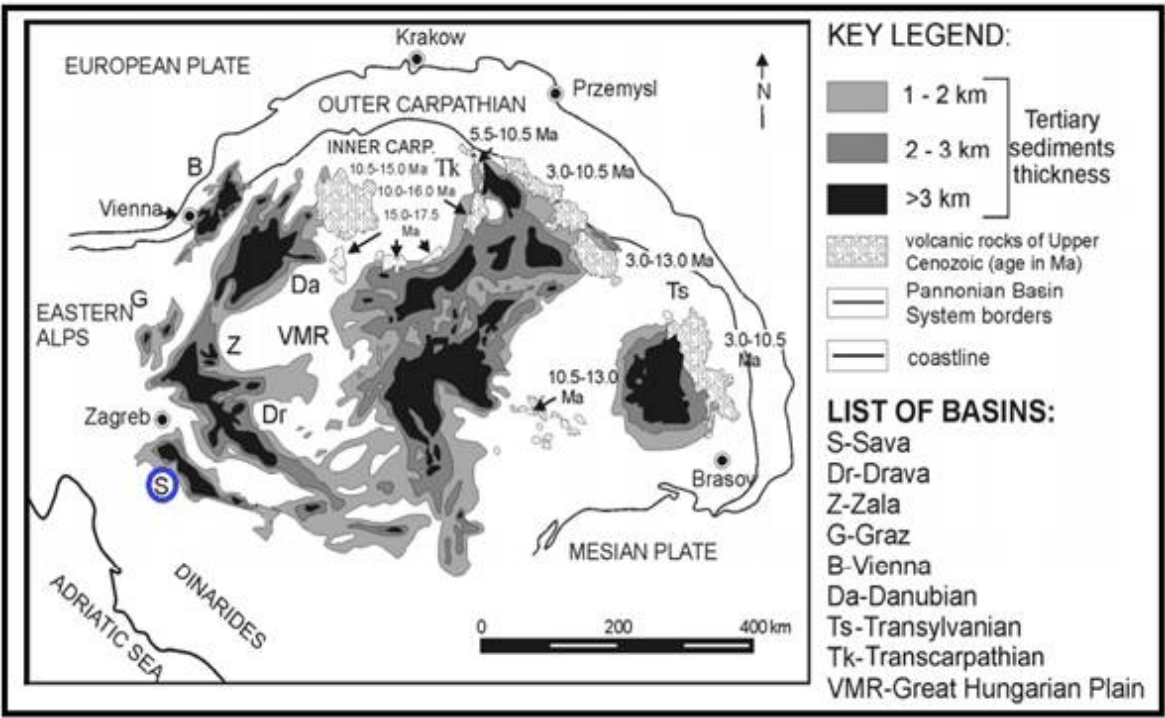 Krakow
EUROPEAN PLATE
Przemysl
N
OUTER CARPATHIAN
5.5-10.5 Ma
INNER CARP.
B
10.5-15.0 Ma
Tk
3.0-10.5 Ma
10.0-16.0 Ma
Vienna
15.0-17.5
Ma
3.0-13.0 Ma
Da
Ts
G
EASTERN
ALPS
Z
VMR
3.0-10.5
Ma
10.5-13.0
Ma
Zagreb
Dr
S
Brasov
MESIAN PLATE
DINARIDES
ADRIATIC SEA
0
200
400 km
KEY LEGEND:
1 - 2 km
2 - 3 km
>3 km
Tertiary
sediments
thickness
volcanic rocks of Upper
Cenozoic (age in Ma)
Pannonian Basin
System borders
coastline
LIST OF BASINS:
S-Sava
Dr-Drava
Z-Zala
G-Graz
B-Vienna
Da-Danubian
Ts-Transylvanian
Tk-Transcarpathian
VMR-Great Hungarian Plain